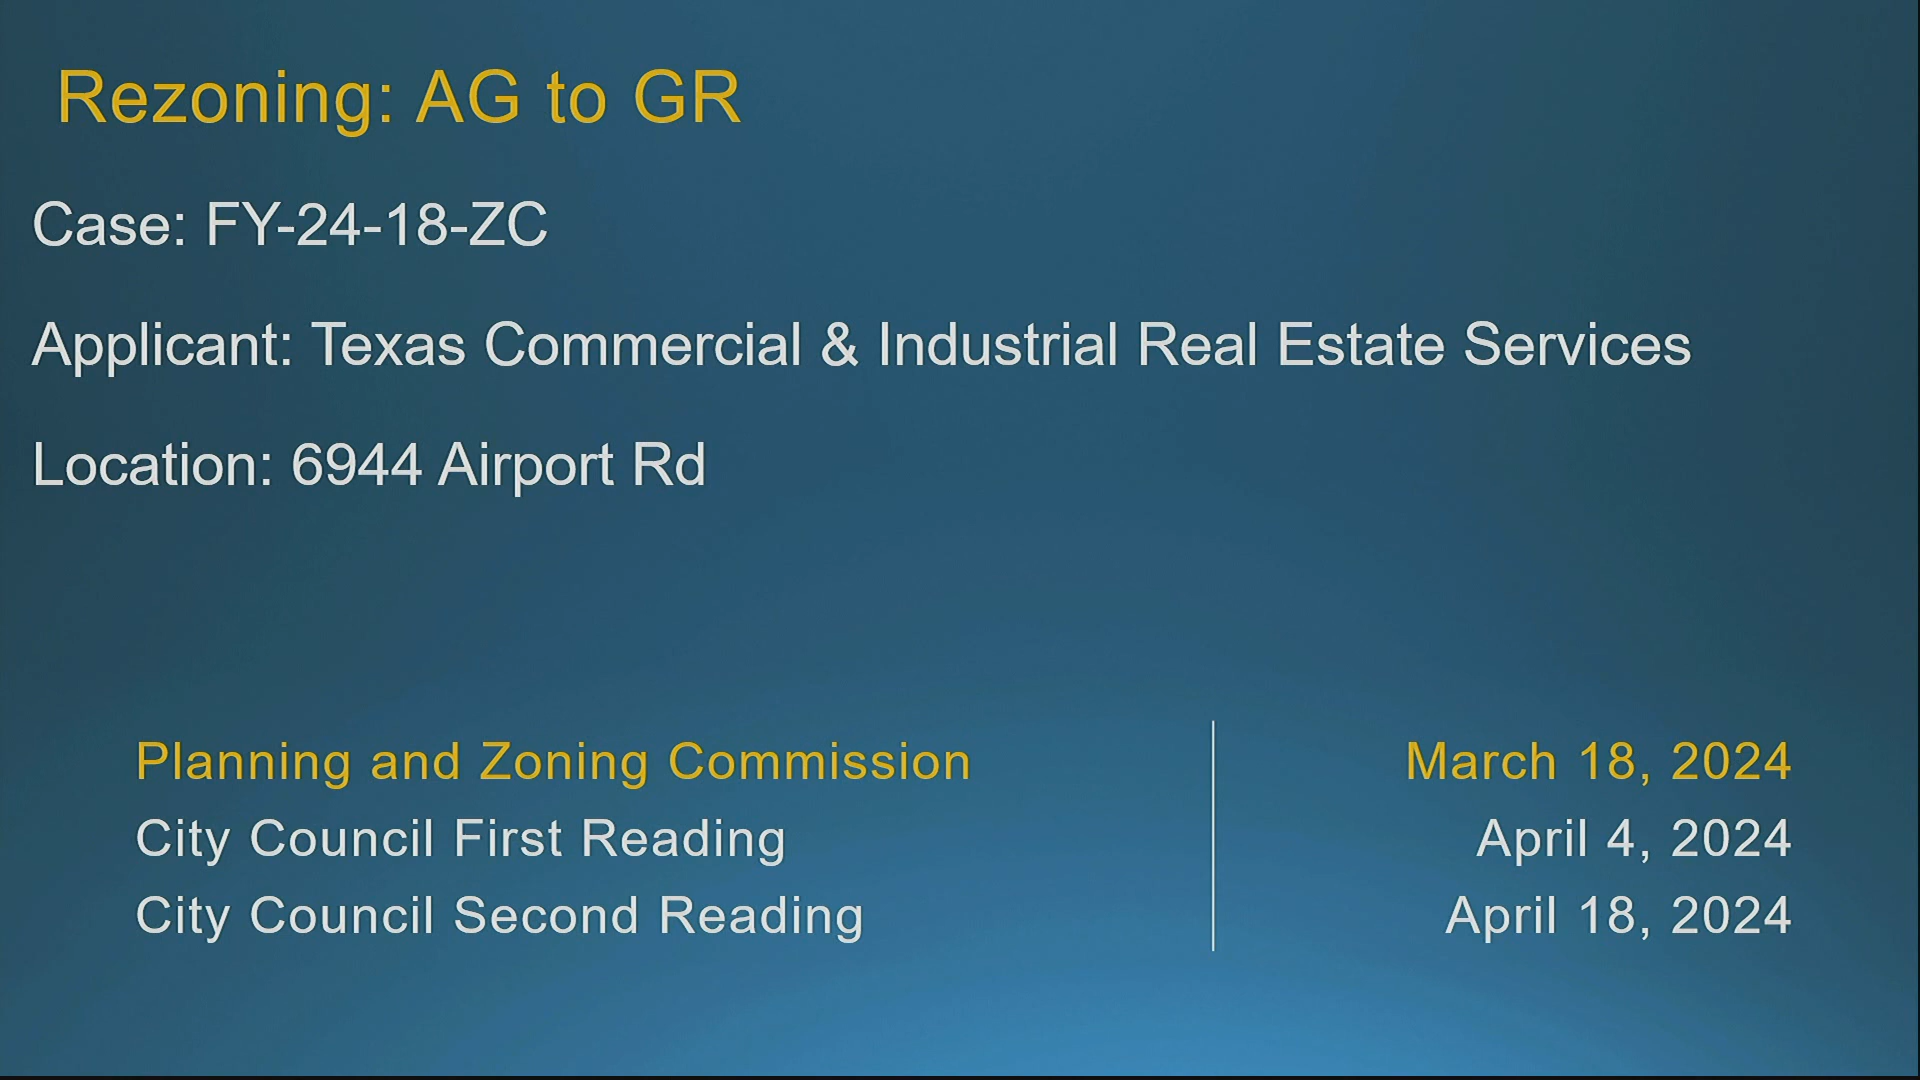 Rezoning: AG to GR
Case: FY-24-18-ZC
Applicant: Texas Commercial & Industrial Real Estate Services
Location: 6944 Airport Rd
Planning and Zoning Commission March 18, 2024
City Council First Reading April 4, 2024
City Council Second Reading April 18, 2024